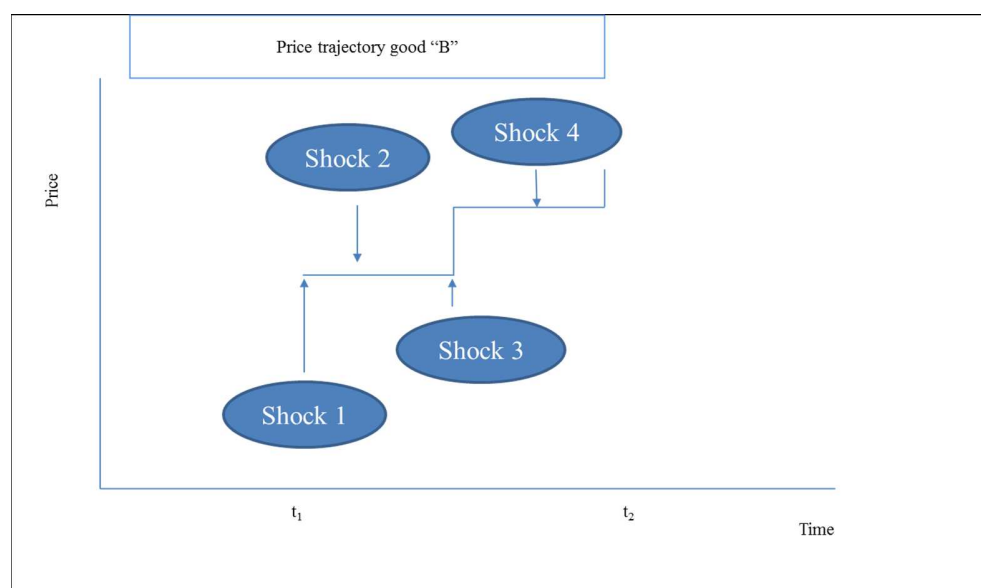 Price trajectory good “B”
Shock 4
Shock 2
Price
Shock 3
Shock 1
t₁
t₂
Time